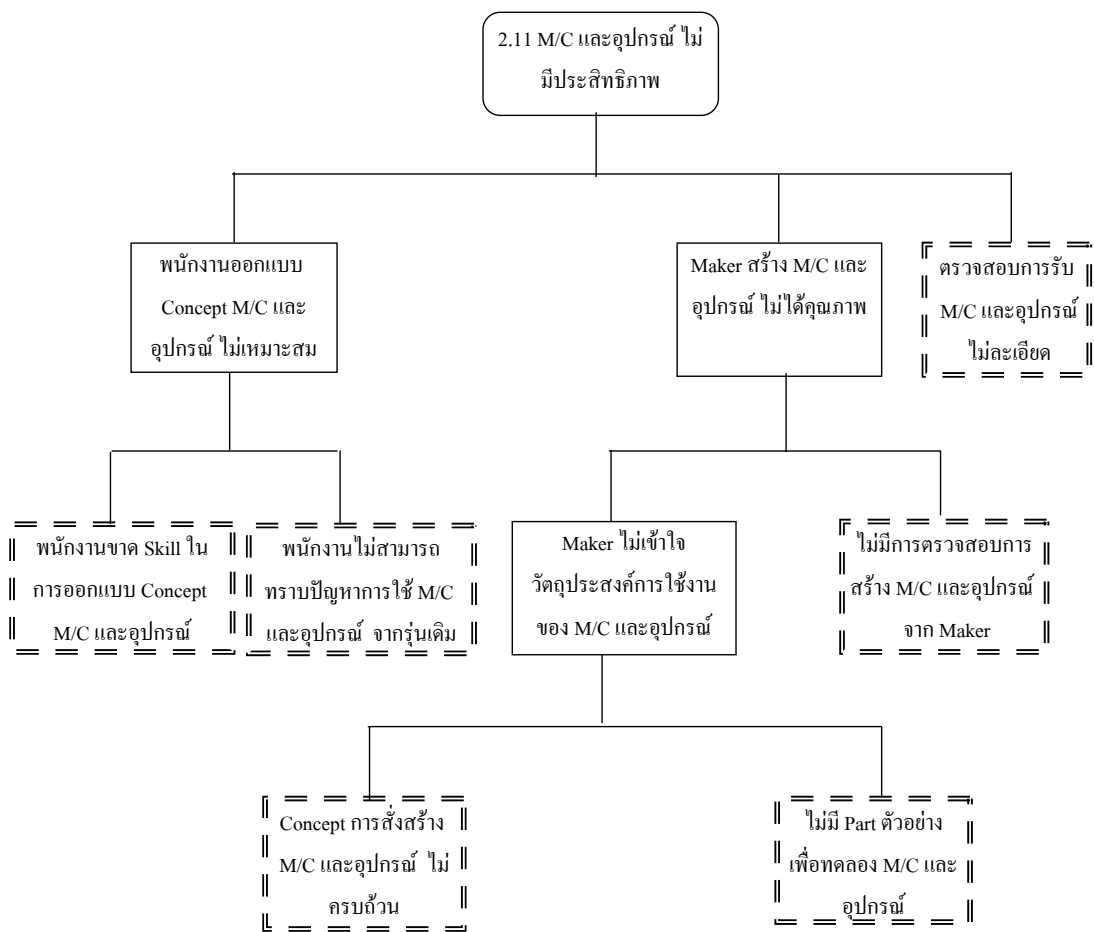 2.11 M/C และอุปกรณ์ ไม่
มีประสิทธิภาพ
พนักงานออกแบบ
Concept M/C และ
อุปกรณ์ ไม่เหมาะสม
Maker สร้าง M/C และ
อุปกรณ์ ไม่ได้คุณภาพ
ตรวจสอบการรับ
M/C และอุปกรณ์
ไม่ละเอียด
พนักงานขาด Skill ใน
การออกแบบ Concept
M/C และอุปกรณ์
พนักงานไม่สามารถ
ทราบปัญหาการใช้ M/C
และอุปกรณ์ จากรุ่นเดิม
Maker ไม่เข้าใจ
วัตถุประสงค์การใช้งาน
ของ M/C และอุปกรณ์
ไม่มีการตรวจสอบการ
สร้าง M/C และอุปกรณ์
จาก Maker
Concept การสั่งสร้าง
M/C และอุปกรณ์ ไม่
ครบถ้วน
ไม่มี Part ตัวอย่าง
เพื่อทดลอง M/C และ
อุปกรณ์